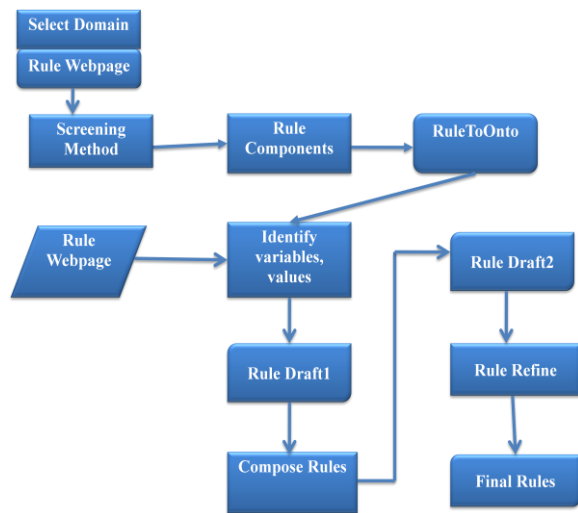 Select Domain
Rule Webpage
Screening
Method
Rule
Components
RuleToOnto
Rule
Webpage
Identify
variables,
values
Rule Draft1
Compose Rules
Rule Draft2
Rule Refine
Final Rules